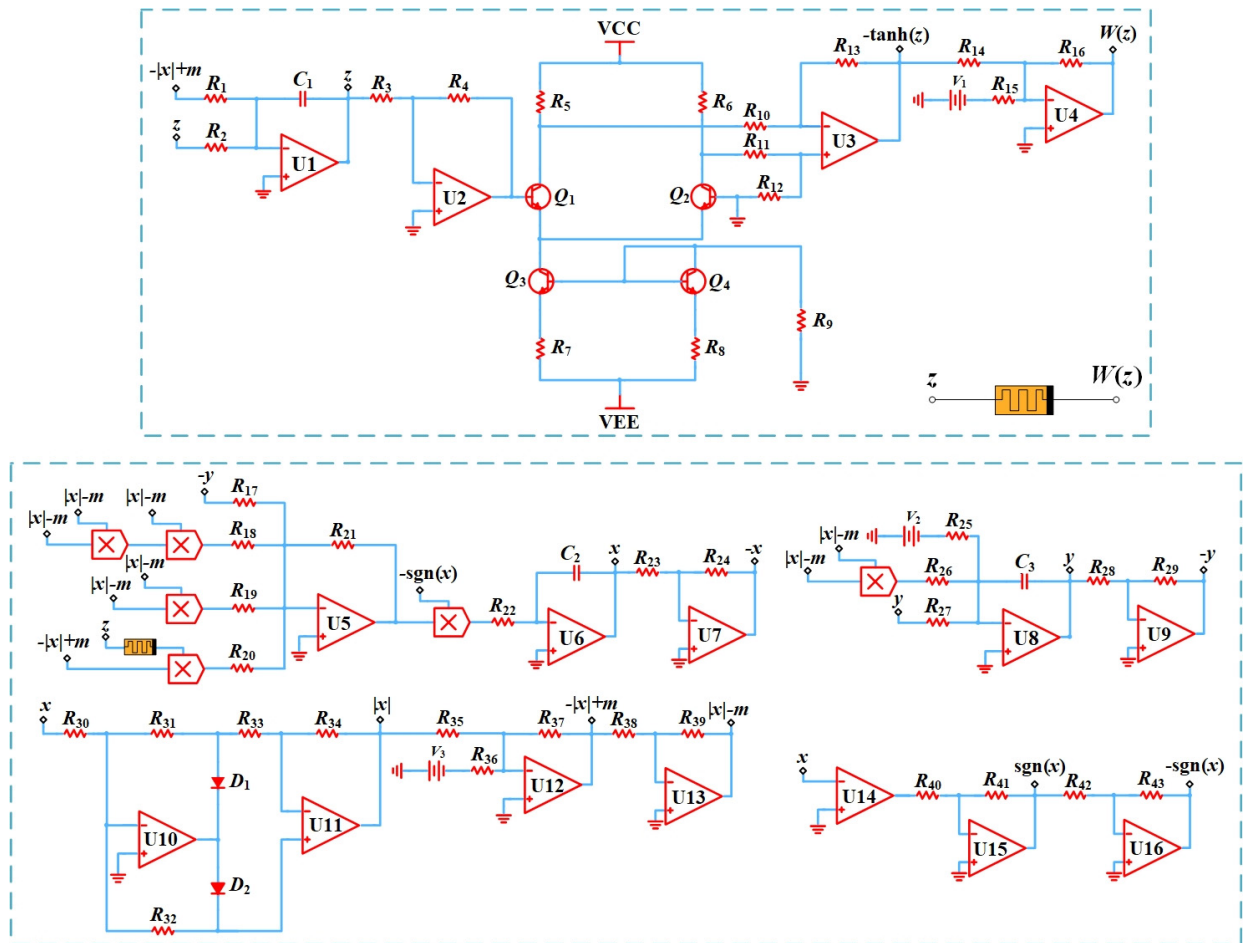 VCC
-tanh(z)
W(z)
-|x|+m
R1
C1
z
R3
R4
R13
R14
R16
V1
R15
z
R2
U1
R5
R6
R10
R11
R12
U3
U4
U2
Q1
Q2
Q3
Q4
R9
R7
R8
VEE
z
W(z)
-y
R17
|x|-m
|x|-m
|x|-m
R18
R21
|x|-m
|x|-m
R19
-sgn(x)
U5
z
-|x|+m
R20
R22
C2
x
R23
R24
-x
U6
U7
V2
R25
|x|-m
|x|-m
R26
C3
y
R28
R29
-y
y
R27
U8
U9
x
R30
R31
R33
R34
|x|
R35
R37
-|x|+m
R38
R39
|x|-m
V3
R36
D1
U10
U11
U12
U13
D2
R32
x
U14
R40
R41
sgn(x)
R42
R43
-sgn(x)
U15
U16